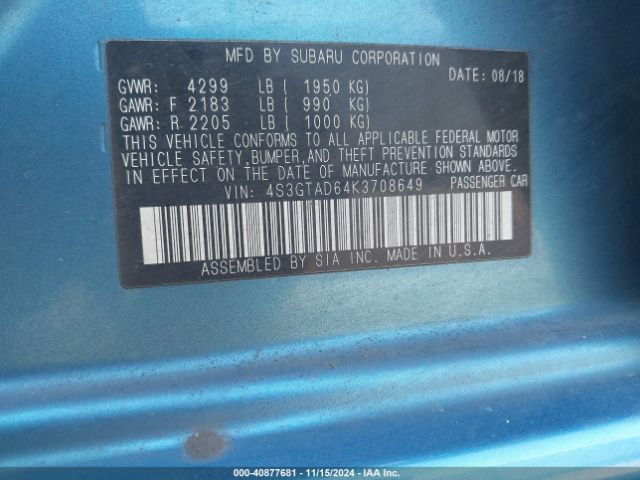 MFD BY SUBARU CORPORATION
DATE: 08/18
GVWR: 4299 LB ( 1950 KG)
GAWR: F 2183 LB ( 990 KG)
GAWR: R 2205 LB ( 1000 KG)
THIS VEHICLE CONFORMS TO ALL APPLICABLE FEDERAL MOTOR
VEHICLE SAFETY, BUMPER, AND THEFT PREVENTION STANDARDS
IN EFFECT ON THE DATE OF MANUFACTURE SHOWN ABOVE.
VIN: 4S3GTAD64K3708649 PASSENGER CAR
ASSEMBLED BY SIA INC. MADE IN U.S.A.
000-40877681 - 11/15/2024 - IAA Inc.